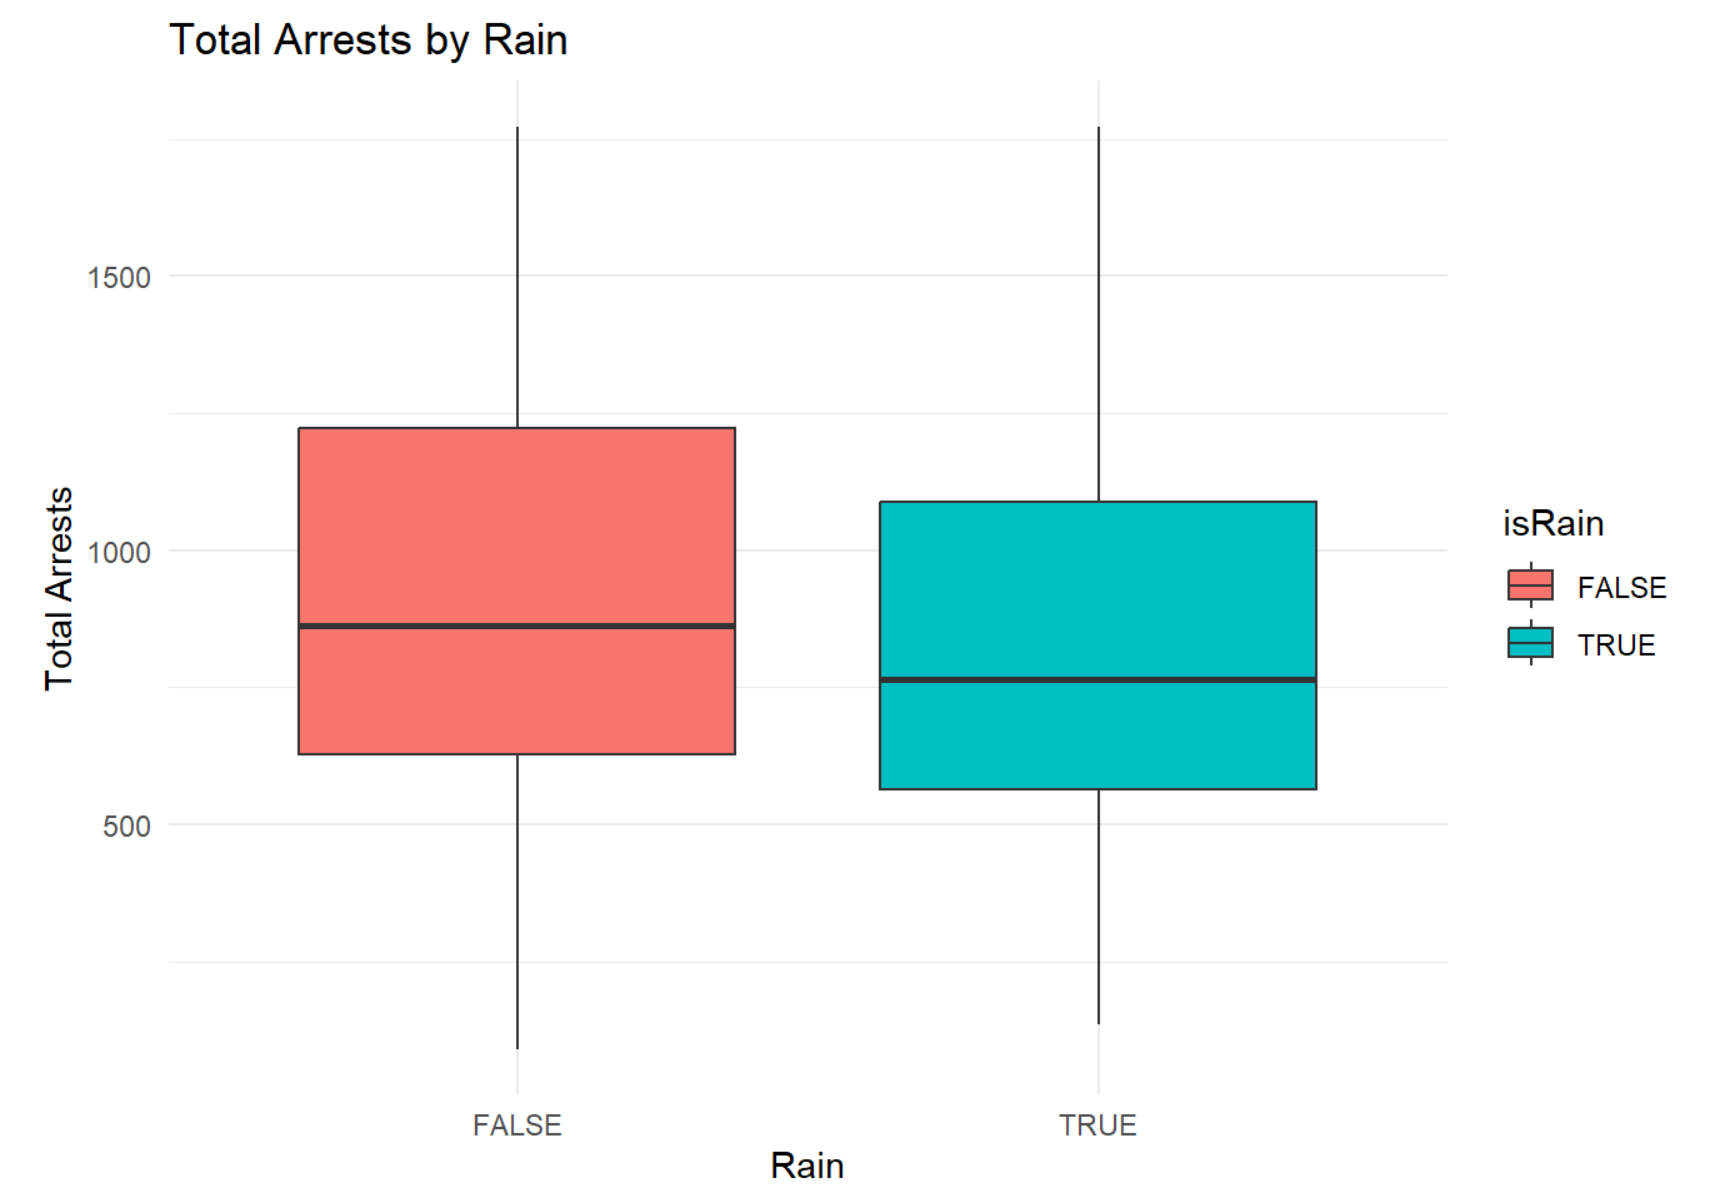 Total Arrests by Rain
Total Arrests
1500
1000
500
FALSE
TRUE
Rain
isRain
FALSE
TRUE